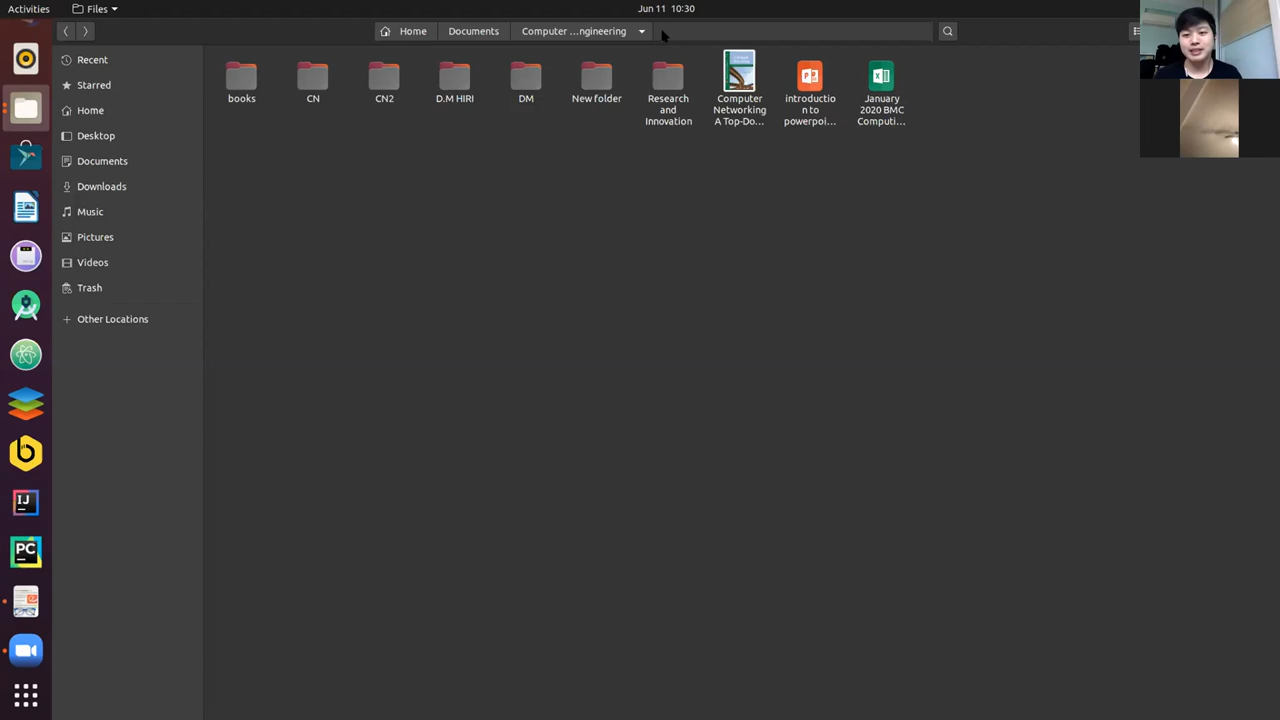 Activities
Files
Jun 11 10:30
Home
Documents
Computer ...ngineering
Recent
Starred
Home
Desktop
Documents
Downloads
Music
Pictures
Videos
Trash
Other Locations
books
CN
CN2
D.M HIRI
DM
New folder
Research
and
Innovation
Computer
Networking
A Top-Do...
introductio
n to
powerpoi...
January
2020 BMC
Computi...
IJ
PC